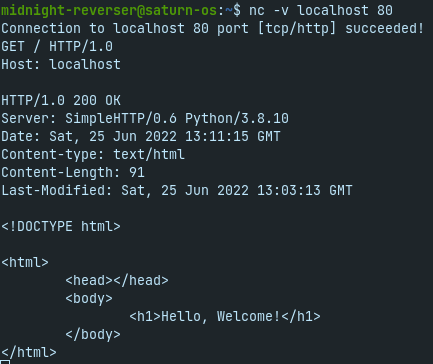 midnight-reverser@saturn-os:~$ nc -v localhost 80
Connection to localhost 80 port [tcp/http] succeeded!
GET / HTTP/1.0
Host: localhost

HTTP/1.0 200 OK
Server: SimpleHTTP/0.6 Python/3.8.10
Date: Sat, 25 Jun 2022 13:11:15 GMT
Content-type: text/html
Content-Length: 91
Last-Modified: Sat, 25 Jun 2022 13:03:13 GMT

<!DOCTYPE html>

<html>
        <head></head>
        <body>
                <h1>Hello, Welcome!</h1>
        </body>
</html>